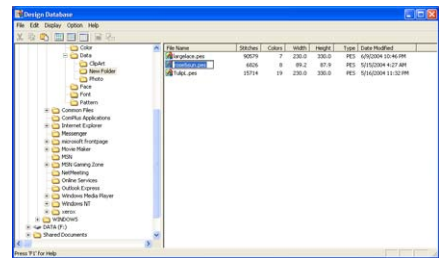 Design Database
File Edit Display Option Help
Color
Data
ClipArt
New Folder
Photo
Face
Font
Pattern
Common Files
ComPlus Applications
Internet Explorer
Messenger
microsoft frontpage
Movie Maker
MSN
MSN Gaming Zone
NetMeeting
Online Services
Outlook Express
Windows Media Player
Windows NT
xerox
WINDOWS
DATA (F:)
Shared Documents
File Name Stitches Colors Width Height Type Date Modified
largelace.pes 90579 7 230.0 330.0 PES 6/9/2004 10:46 PM
6826 8 89.2 87.9 PES 5/15/2004 4:27 AM
TulipL.pes 15714 19 230.0 330.0 PES 5/16/2004 11:32 PM
Press 'F1' for Help